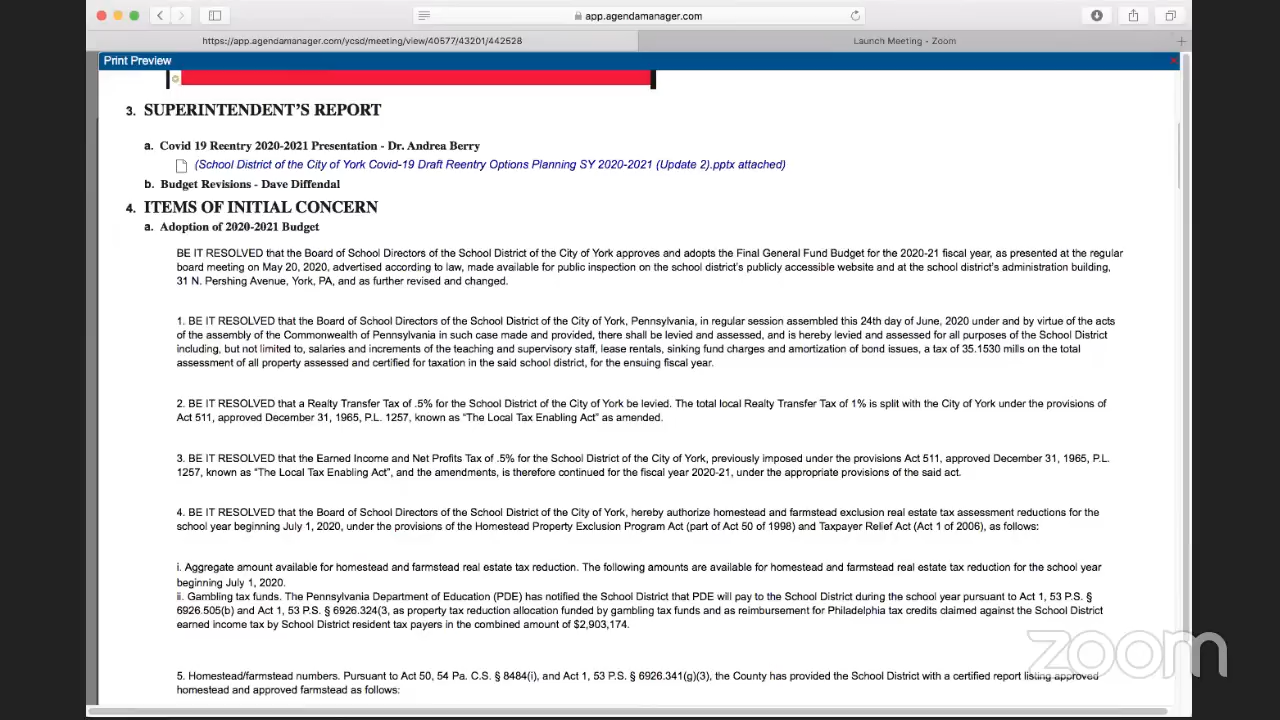 app.agendamanager.com
https://app.agendamanager.com/ycsd/meeting/view/40577/43201/442528
Launch Meeting - Zoom
Print Preview
3. SUPERINTENDENT'S REPORT
a. Covid 19 Reentry 2020-2021 Presentation - Dr. Andrea Berry
(School District of the City of York Covid-19 Draft Reentry Options Planning SY 2020-2021 (Update 2).pptx attached)
b. Budget Revisions - Dave Diffendal
4. ITEMS OF INITIAL CONCERN
a. Adoption of 2020-2021 Budget
BE IT RESOLVED that the Board of School Directors of the School District of the City of York approves and adopts the Final General Fund Budget for the 2020-21 fiscal year, as presented at the regular
board meeting on May 20, 2020, advertised according to law, made available for public inspection on the school district's publicly accessible website and at the school district's administration building,
31 N. Pershing Avenue, York, PA, and as further revised and changed.
1. BE IT RESOLVED that the Board of School Directors of the School District of the City of York, Pennsylvania, in regular session assembled this 24th day of June, 2020 under and by virtue of the acts
of the assembly of the Commonwealth of Pennsylvania in such case made and provided, there shall be levied and assessed, and is hereby levied and assessed for all purposes of the School District
including, but not limited to, salaries and increments of the teaching and supervisory staff, lease rentals, sinking fund charges and amortization of bond issues, a tax of 35.1530 mills on the total
assessment of all property assessed and certified for taxation in the said school district, for the ensuing fiscal year.
2. BE IT RESOLVED that a Realty Transfer Tax of .5% for the School District of the City of York be levied. The total local Realty Transfer Tax of 1% is split with the City of York under the provisions of
Act 511, approved December 31, 1965, P.L. 1257, known as "The Local Tax Enabling Act" as amended.
3. BE IT RESOLVED that the Earned Income and Net Profits Tax of .5% for the School District of the City of York, previously imposed under the provisions Act 511, approved December 31, 1965, P.L.
1257, known as "The Local Tax Enabling Act", and the amendments, is therefore continued for the fiscal year 2020-21, under the appropriate provisions of the said act.
4. BE IT RESOLVED that the Board of School Directors of the School District of the City of York, hereby authorize homestead and farmstead exclusion real estate tax assessment reductions for the
school year beginning July 1, 2020, under the provisions of the Homestead Property Exclusion Program Act (part of Act 50 of 1998) and Taxpayer Relief Act (Act 1 of 2006), as follows:
i. Aggregate amount available for homestead and farmstead real estate tax reduction. The following amounts are available for homestead and farmstead real estate tax reduction for the school year
beginning July 1, 2020.
ii. Gambling tax funds. The Pennsylvania Department of Education (PDE) has notified the School District that PDE will pay to the School District during the school year pursuant to Act 1, 53 P.S. §
6926.505(b) and Act 1, 53 P.S. § 6926.324(3, as property tax reduction allocation funded by gambling tax funds and as reimbursement for Philadelphia tax credits claimed against the School District
earned income tax by School District resident tax payers in the combined amount of $2,903,174.
5. Homestead/farmstead numbers. Pursuant to Act 50, 54 Pa. C.S. § 8484(i), and Act 1, 53 P.S. § 6926.341(g)(3), the County has provided the School District with a certified report listing approved
homestead and approved farmstead as follows:
zoom